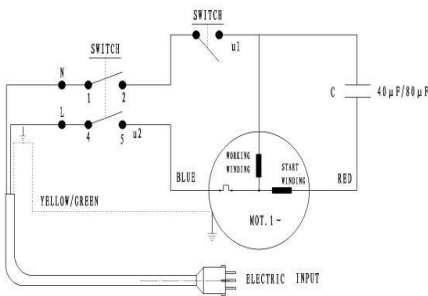 SWITCH
SWITCH
u1
N
1
2
C
40μF/80μF
L
4
5
u2
WORKING
WINDING
START
WINDING
BLUE
RED
YELLOW/GREEN
MOT.1~
ELECTRIC INPUT